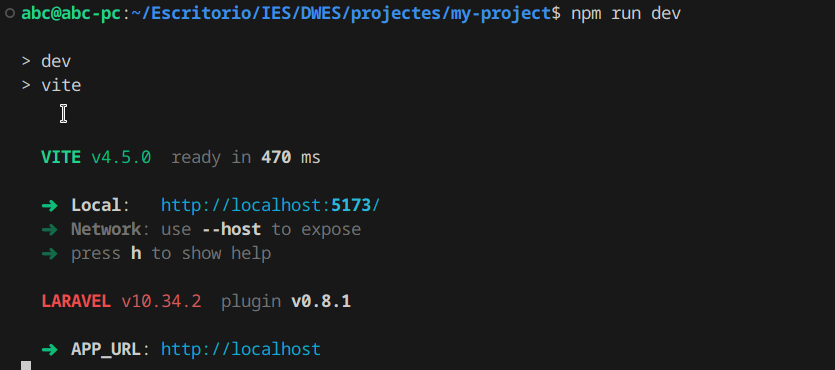 abc@abc-pc:~/Escritorio/IES/DWES/projectes/my-project$ npm run dev
> dev
> vite
VITE v4.5.0 ready in 470 ms
➜ Local: http://localhost:5173/
➜ Network: use --host to expose
➜ press h to show help
LARAVEL v10.34.2 plugin v0.8.1
➜ APP_URL: http://localhost